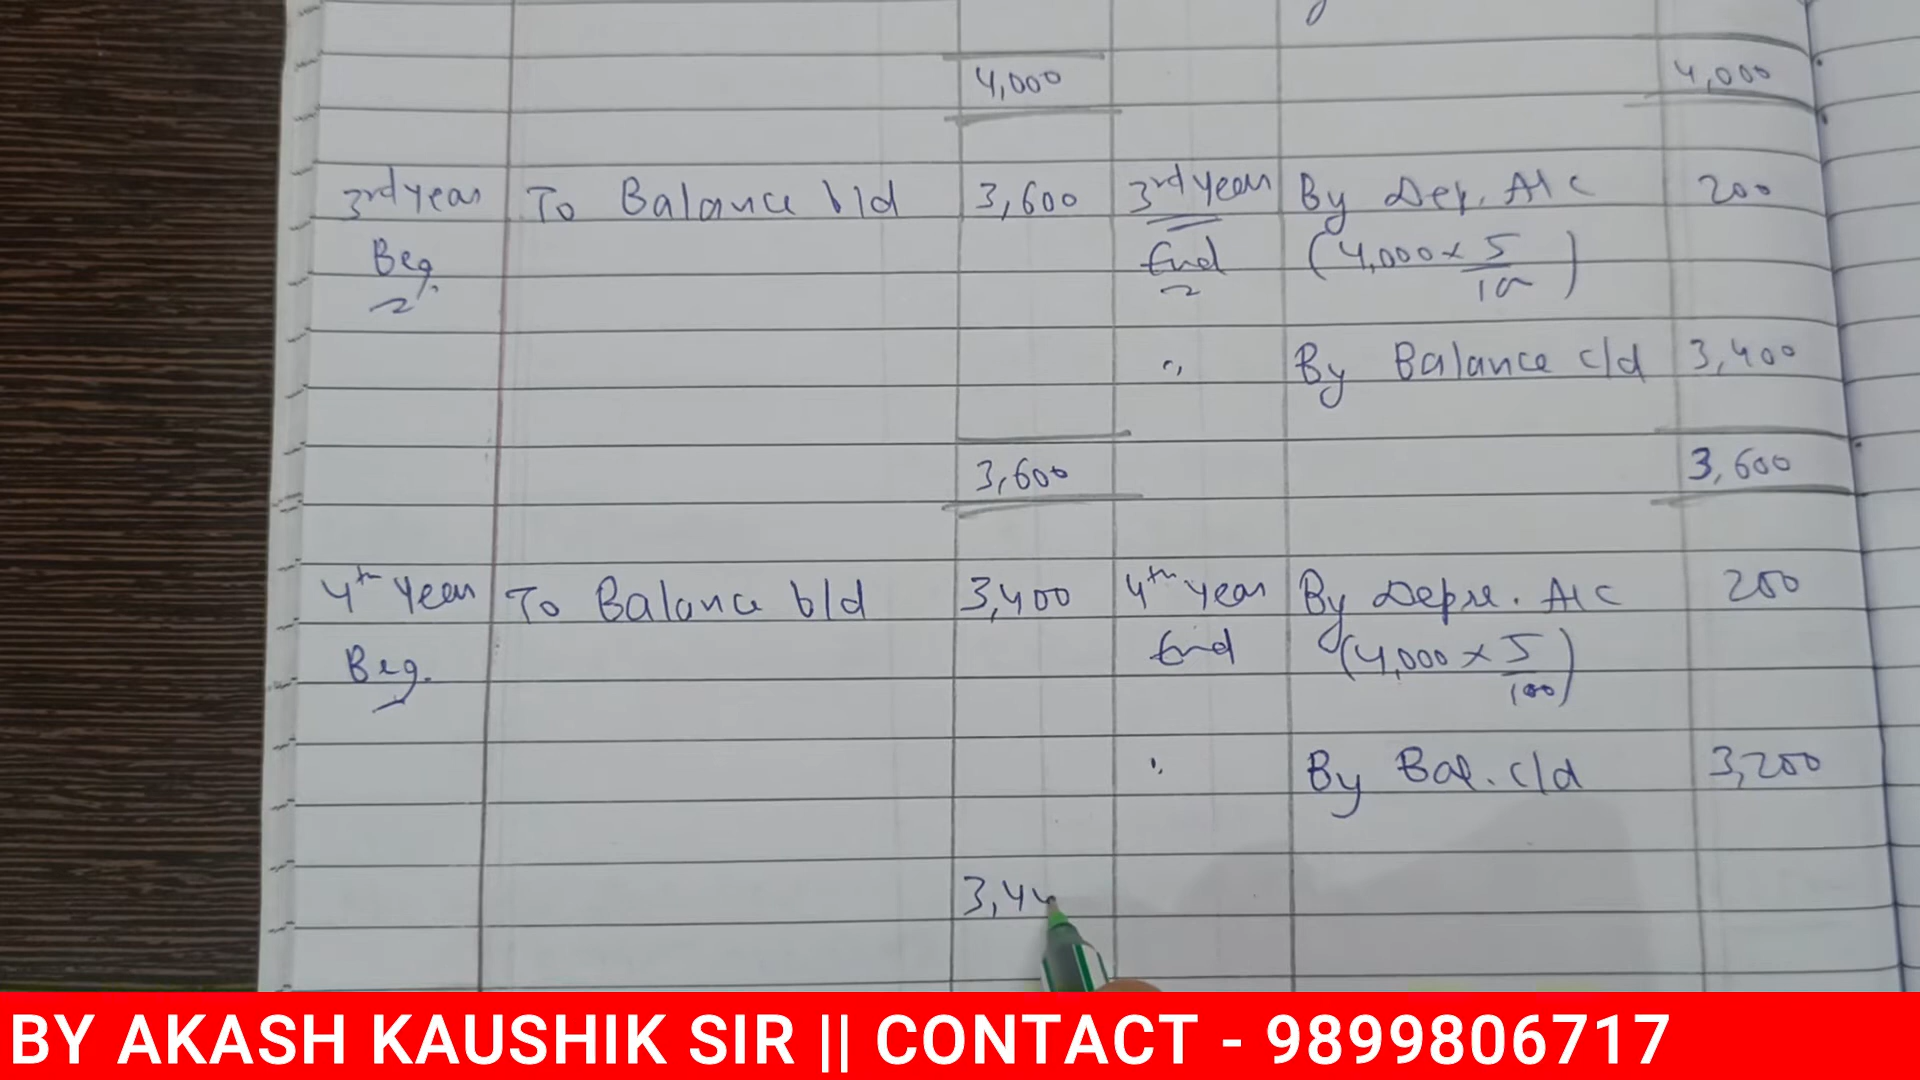 4,000 4,000
3rd year To Balance b/d 3,600 3rd year By Dep. A/c 200
Beg. End (4,000 × 5/100)
" By Balance c/d 3,400
3,600 3,600
4th Year To Balance b/d 3,400 4th year By Depre. A/c 200
Beg. End (4,000 × 5/100)
" By Bal. c/d 3,200
3,4
BY AKASH KAUSHIK SIR || CONTACT - 9899806717